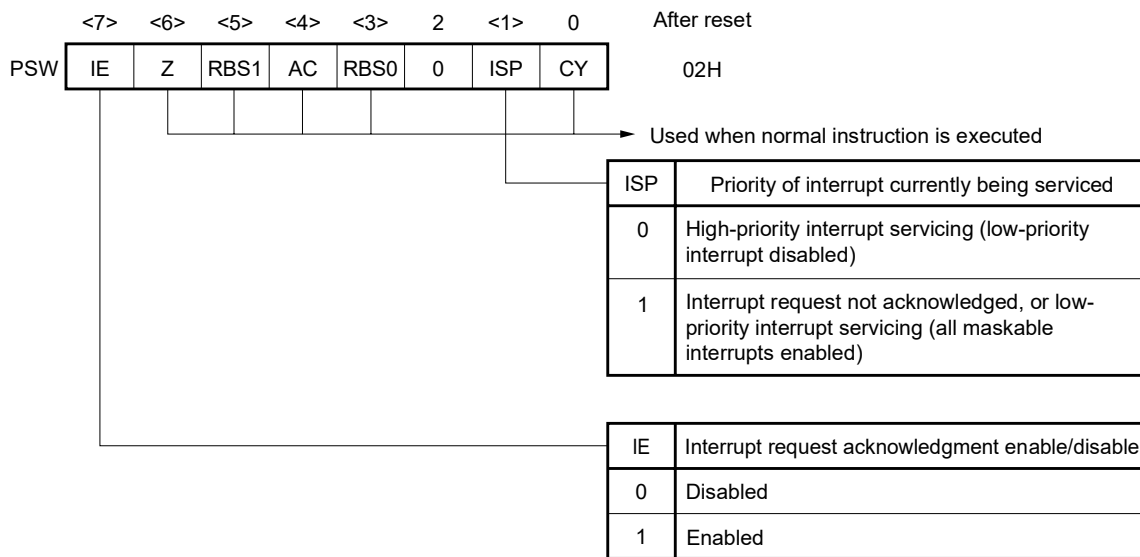 <7> <6> <5> <4> <3> 2 <1> 0 After reset
PSW IE Z RBS1 AC RBS0 0 ISP CY 02H
Used when normal instruction is executed
ISP Priority of interrupt currently being serviced
0 High-priority interrupt servicing (low-priority
interrupt disabled)
1 Interrupt request not acknowledged, or low-
priority interrupt servicing (all maskable
interrupts enabled)
IE Interrupt request acknowledgment enable/disable
0 Disabled
1 Enabled